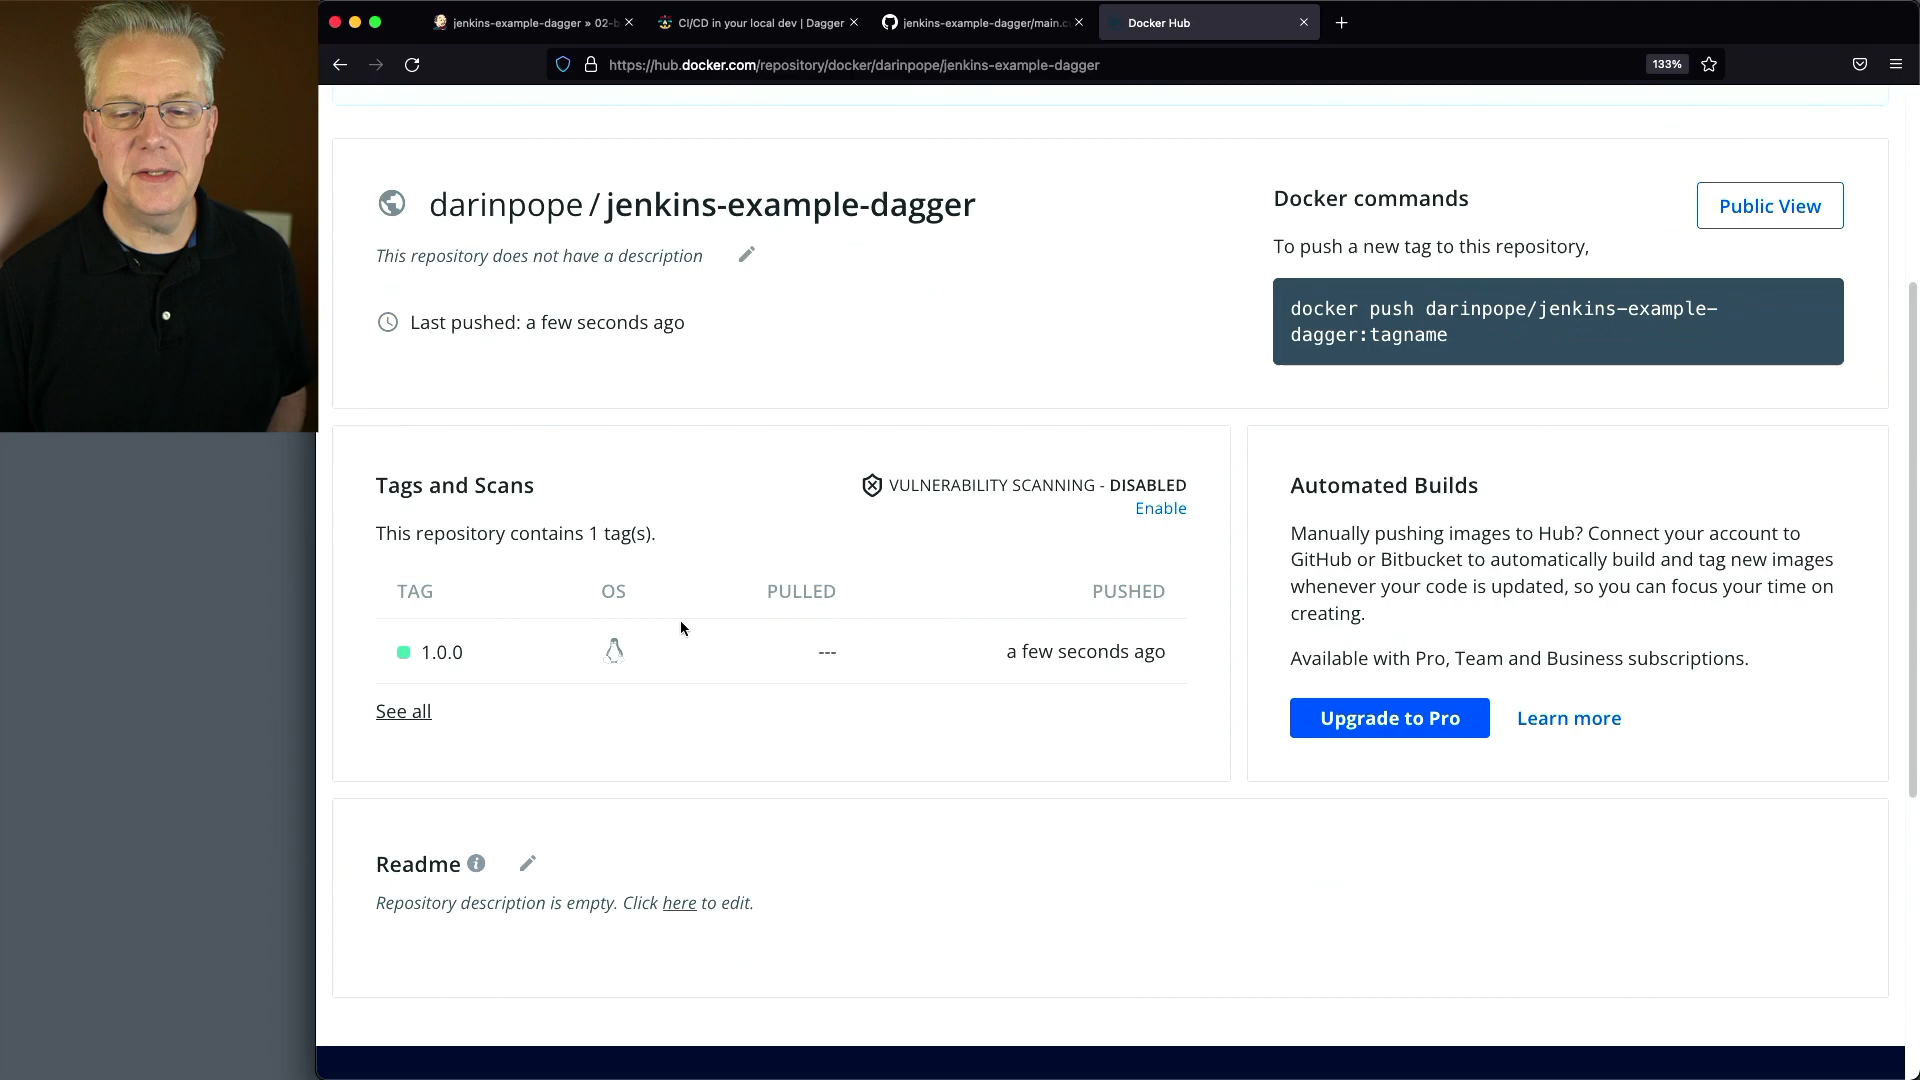 jenkins-example-dagger » 02-b
CI/CD in your local dev | Dagger
jenkins-example-dagger/main.c
Docker Hub
https://hub.docker.com/repository/docker/darinpope/jenkins-example-dagger
133%
darinpope / jenkins-example-dagger
This repository does not have a description
Last pushed: a few seconds ago
Docker commands
Public View
To push a new tag to this repository,
docker push darinpope/jenkins-example-
dagger:tagname
Tags and Scans
VULNERABILITY SCANNING - DISABLED
Enable
This repository contains 1 tag(s).
TAG OS PULLED PUSHED
1.0.0 --- a few seconds ago
See all
Automated Builds
Manually pushing images to Hub? Connect your account to
GitHub or Bitbucket to automatically build and tag new images
whenever your code is updated, so you can focus your time on
creating.
Available with Pro, Team and Business subscriptions.
Upgrade to Pro Learn more
Readme
Repository description is empty. Click here to edit.